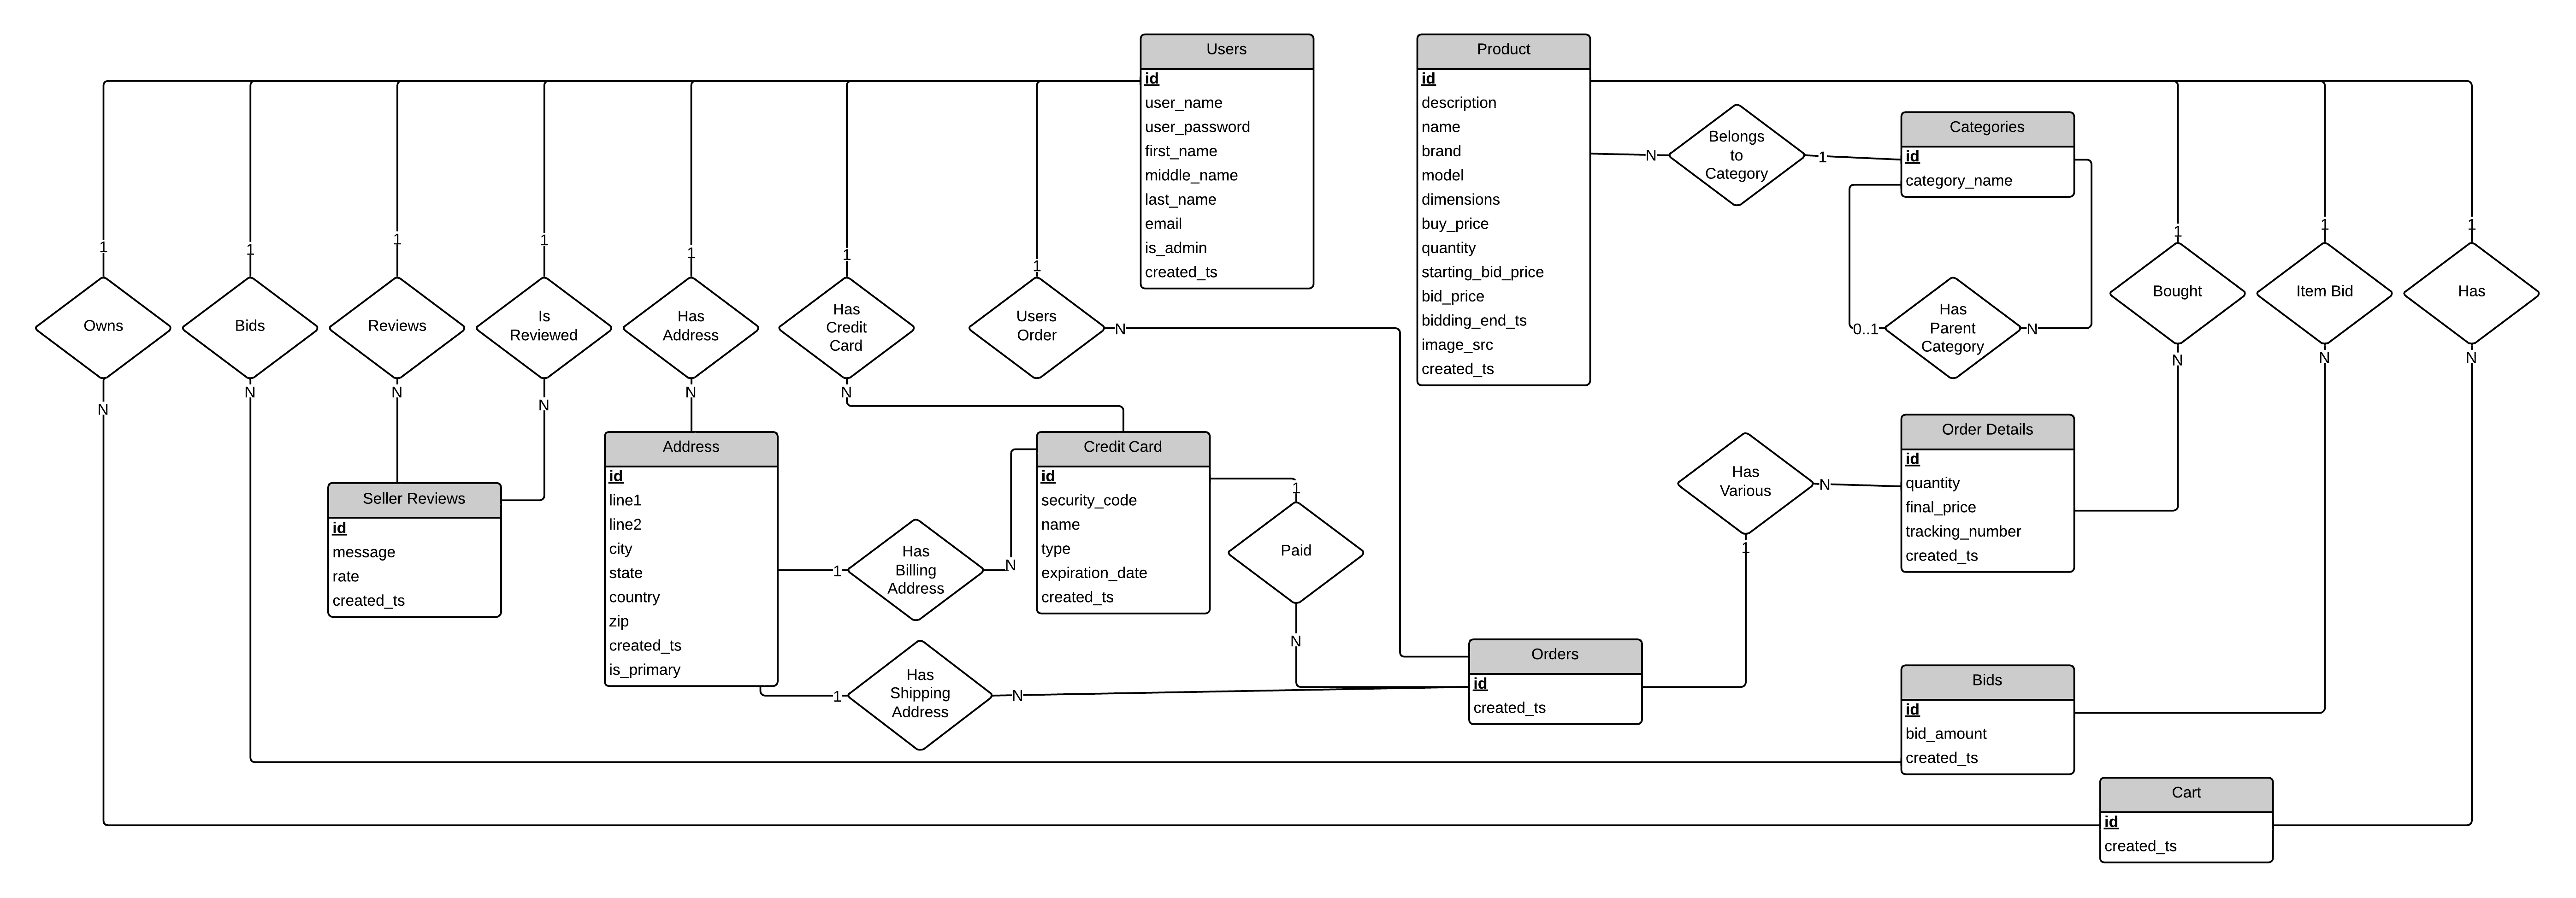 Users
id
user_name
user_password
first_name
middle_name
last_name
email
is_admin
created_ts
Product
id
description
name
brand
model
dimensions
buy_price
quantity
starting_bid_price
bid_price
bidding_end_ts
image_src
created_ts
N
Belongs
to
Category
1
Categories
id
category_name
0..1
Has
Parent
Category
N
1
1
1
1
1
1
1
1
1
1
Owns
Bids
Reviews
Is
Reviewed
Has
Address
Has
Credit
Card
Users
Order
N
Bought
Item Bid
Has
N
N
N
N
N
N
N
N
N
Seller Reviews
id
message
rate
created_ts
Address
id
line1
line2
city
state
country
zip
created_ts
is_primary
1
Has
Billing
Address
N
Credit Card
id
security_code
name
type
expiration_date
created_ts
1
Paid
N
1
Has
Shipping
Address
N
Orders
id
created_ts
Has
Various
N
1
Order Details
id
quantity
final_price
tracking_number
created_ts
Bids
id
bid_amount
created_ts
Cart
id
created_ts